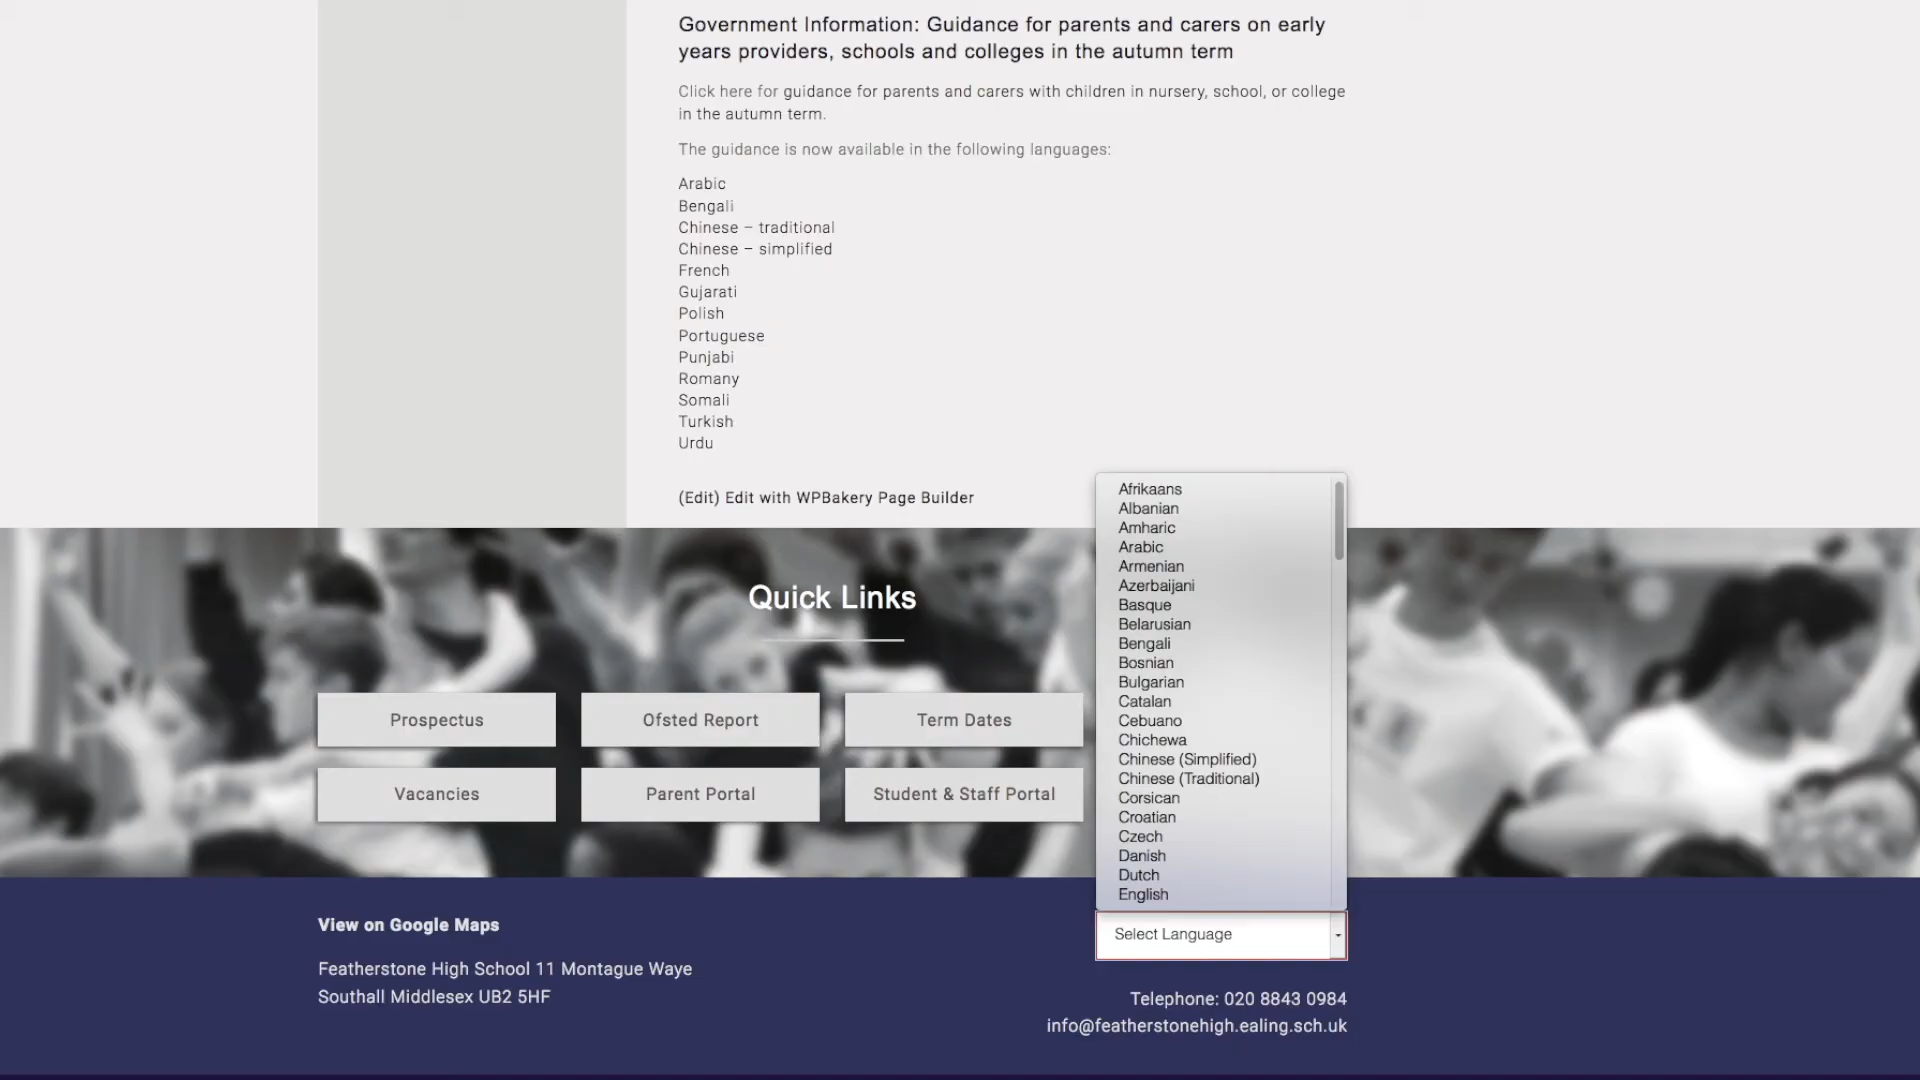 Government Information: Guidance for parents and carers on early
years providers, schools and colleges in the autumn term
Click here for guidance for parents and carers with children in nursery, school, or college
in the autumn term.
The guidance is now available in the following languages:
Arabic
Bengali
Chinese – traditional
Chinese – simplified
French
Gujarati
Polish
Portuguese
Punjabi
Romany
Somali
Turkish
Urdu
(Edit) Edit with WPBakery Page Builder
Quick Links
Prospectus
Ofsted Report
Term Dates
Vacancies
Parent Portal
Student & Staff Portal
Afrikaans
Albanian
Amharic
Arabic
Armenian
Azerbaijani
Basque
Belarusian
Bengali
Bosnian
Bulgarian
Catalan
Cebuano
Chichewa
Chinese (Simplified)
Chinese (Traditional)
Corsican
Croatian
Czech
Danish
Dutch
English
Select Language
View on Google Maps
Featherstone High School 11 Montague Waye
Southall Middlesex UB2 5HF
Telephone: 020 8843 0984
info@featherstonehigh.ealing.sch.uk